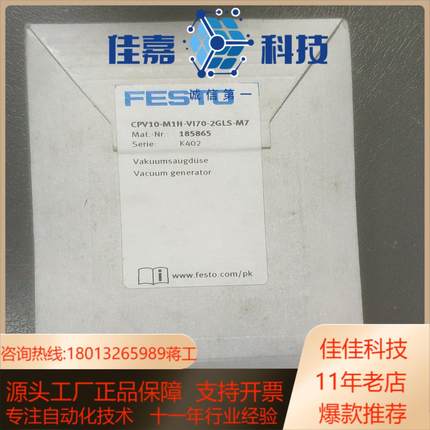 佳嘉 科技
FESTO
诚信第一
CPV10-M1H-VI70-2GLS-M7
Mat.-Nr. 185865
Serie: K402
Vakuumsaugdüse
Vacuum generator
www.festo.com/pk
咨询热线:18013265989蒋工
佳佳科技
11年老店
爆款推荐
源头工厂正品保障 支持开票
专注自动化技术 十一年行业经验